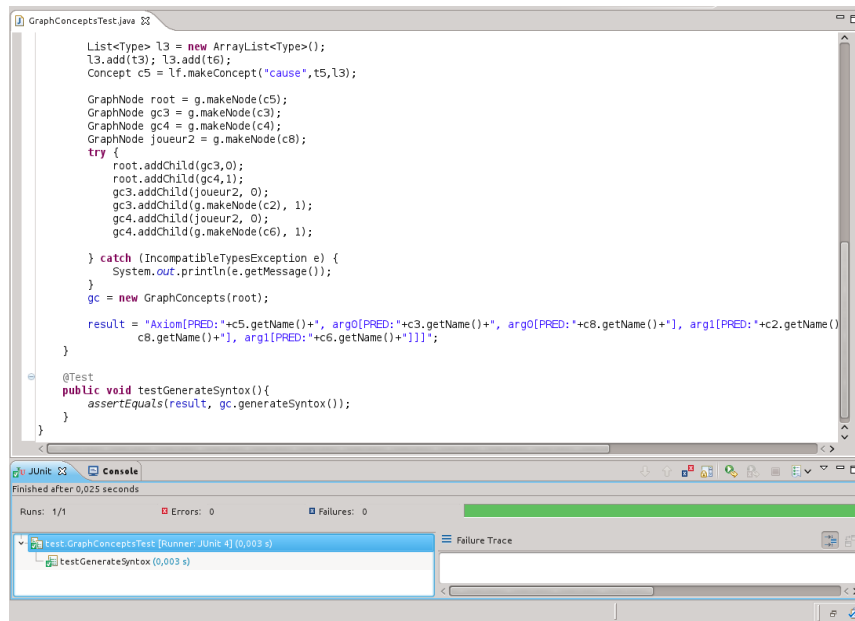 GraphConceptsTest.java
List<Type> l3 = new ArrayList<Type>();
l3.add(t3); l3.add(t6);
Concept c5 = lf.makeConcept("cause",t5,l3);
GraphNode root = g.makeNode(c5);
GraphNode gc3 = g.makeNode(c3);
GraphNode gc4 = g.makeNode(c4);
GraphNode joueur2 = g.makeNode(c8);
try {
root.addChild(gc3,0);
root.addChild(gc4,1);
gc3.addChild(joueur2, 0);
gc3.addChild(g.makeNode(c2), 1);
gc4.addChild(joueur2, 0);
gc4.addChild(g.makeNode(c6), 1);
} catch (IncompatibleTypesException e) {
System.out.println(e.getMessage());
}
gc = new GraphConcepts(root);
result = "Axiom[PRED:"+c5.getName()+", arg0[PRED:"+c3.getName()+", arg0[PRED:"+c8.getName()+"], arg1[PRED:"+c2.getName()
c8.getName()+"], arg1[PRED:"+c6.getName()+"]]]";
}
@Test
public void testGenerateSyntox(){
assertEquals(result, gc.generateSyntox());
}
}
JUnit Console
Finished after 0,025 seconds
Runs: 1/1 Errors: 0 Failures: 0
test.GraphConceptsTest [Runner: JUnit 4] (0,003 s) Failure Trace
testGenerateSyntox (0,003 s)